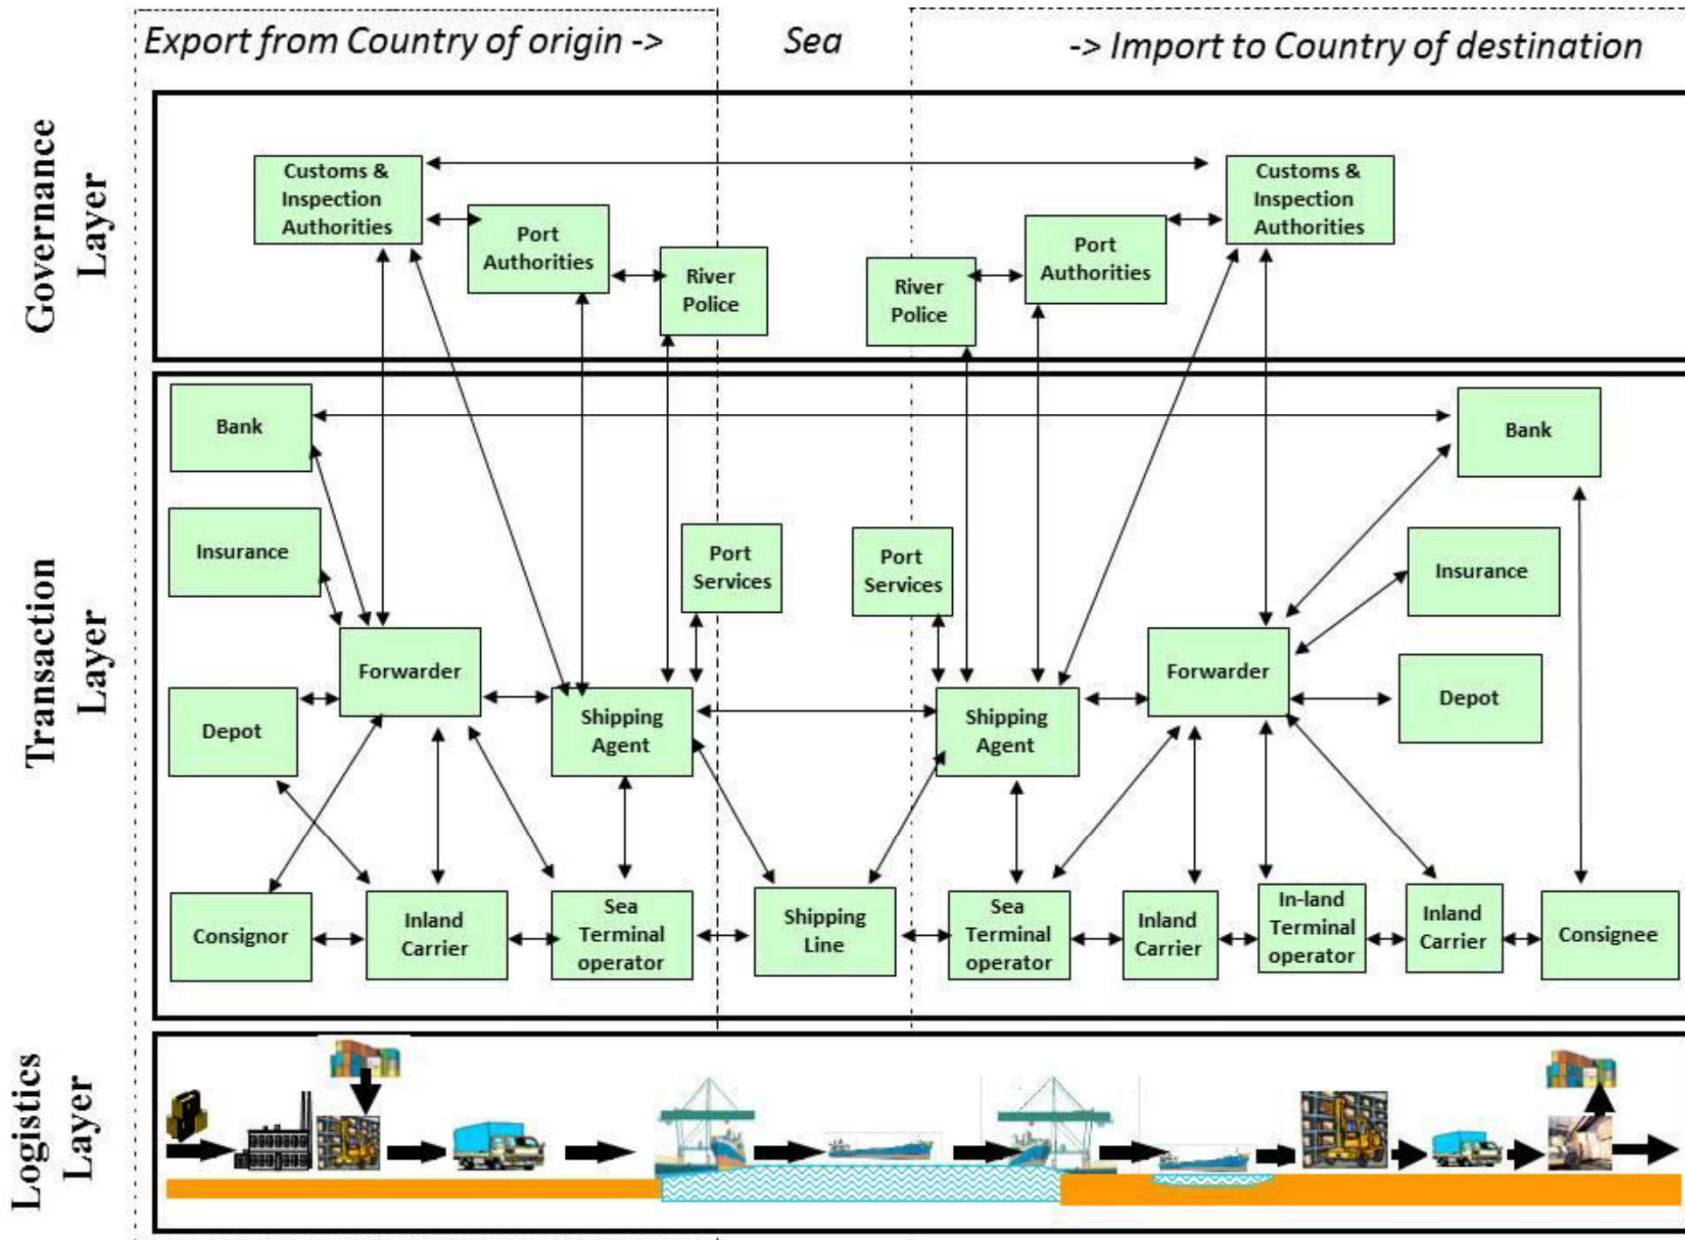 Export from Country of origin ->
Sea
-> Import to Country of destination
Governance
Layer
Customs &
Inspection
Authorities
Port
Authorities
River
Police
River
Police
Port
Authorities
Customs &
Inspection
Authorities
Transaction
Layer
Bank
Bank
Insurance
Port
Services
Port
Services
Insurance
Forwarder
Forwarder
Depot
Shipping
Agent
Shipping
Agent
Depot
Consignor
Inland
Carrier
Sea
Terminal
operator
Shipping
Line
Sea
Terminal
operator
Inland
Carrier
In-land
Terminal
operator
Inland
Carrier
Consignee
Logistics
Layer